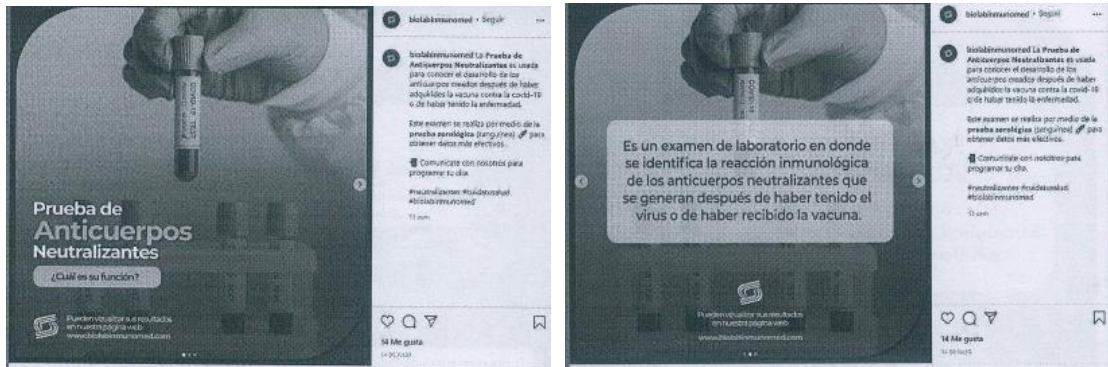 biolabinmunomed • Seguir
biolabinmunomed La Prueba de
Anticuerpos Neutralizantes es usada
para conocer el desarrollo de los
anticuerpos creados después de haber
adquirido la vacuna contra la covid-19
o de haber tenido la enfermedad.
Este examen se realiza por medio de la
prueba serológica (sanguínea) para
obtener datos más efectivos.
Comunícate con nosotros para
programar tu cita.
#neutralizantes #cuidatusalud
#biolabinmunomed
COVID-19 TEST
Prueba de
Anticuerpos
Neutralizantes
¿Cuál es su función?
Pueden visualizar sus resultados
en nuestra página web
www.biolabinmunomed.com
14 Me gusta
biolabinmunomed • Seguir
biolabinmunomed La Prueba de
Anticuerpos Neutralizantes es usada
para conocer el desarrollo de los
anticuerpos creados después de haber
adquirido la vacuna contra la covid-19
o de haber tenido la enfermedad.
Este examen se realiza por medio de la
prueba serológica (sanguínea) para
obtener datos más efectivos.
Comunícate con nosotros para
programar tu cita.
#neutralizantes #cuidatusalud
#biolabinmunomed
COVID-19
Es un examen de laboratorio en donde
se identifica la reacción inmunológica
de los anticuerpos neutralizantes que
se generan después de haber tenido el
virus o de haber recibido la vacuna.
Pueden visualizar sus resultados
en nuestra página web
www.biolabinmunomed.com
14 Me gusta